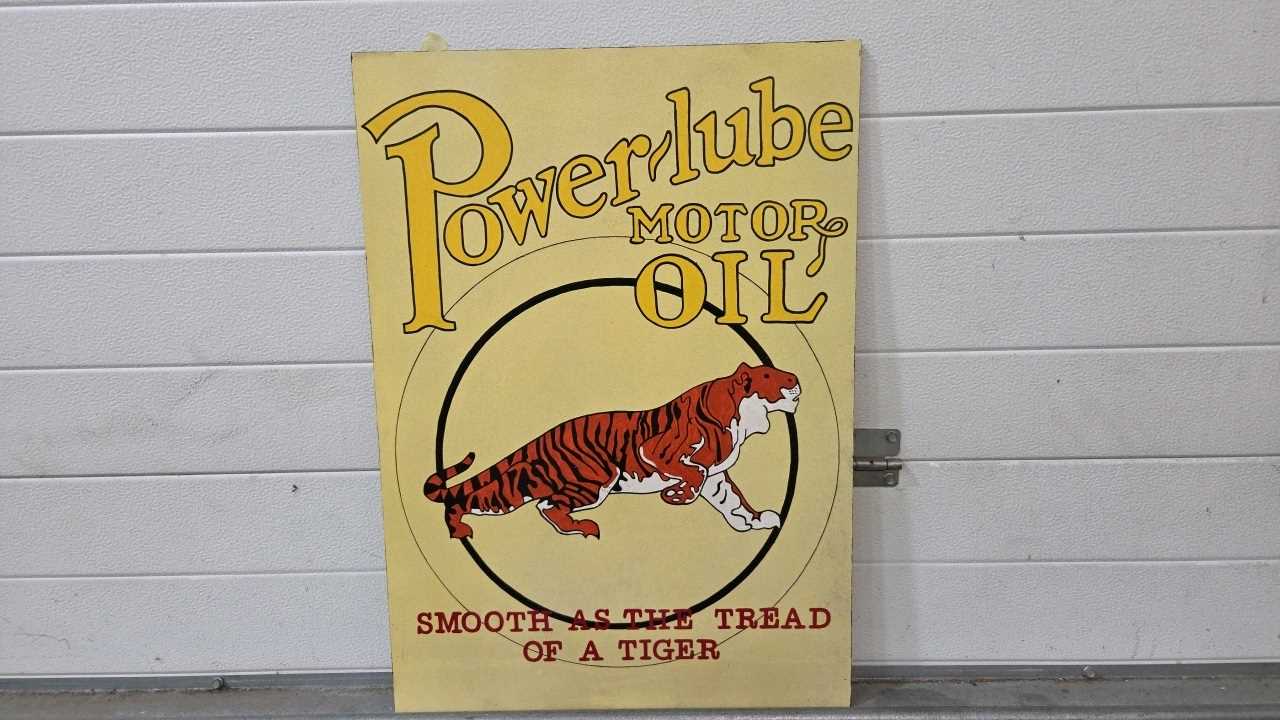 Power-lube
MOTOR
OIL
SMOOTH AS THE TREAD
OF A TIGER